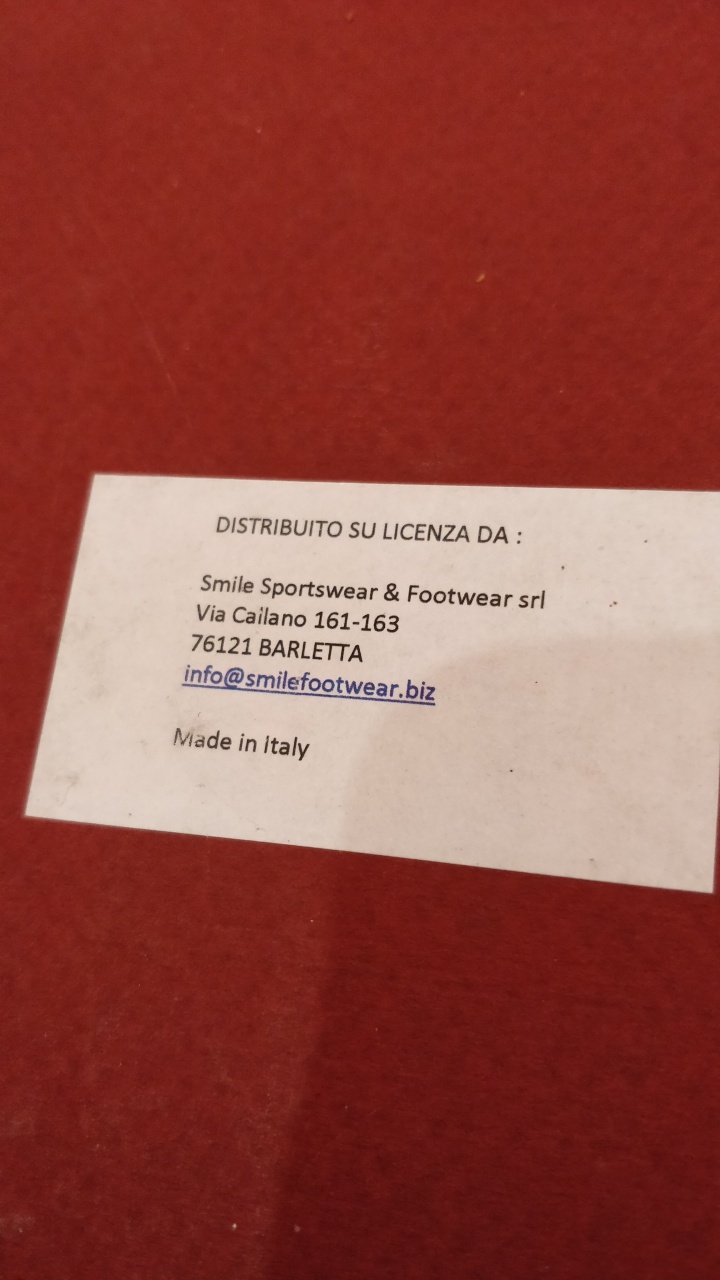 DISTRIBUITO SU LICENZA DA :
Smile Sportswear & Footwear srl
Via Cafiano 161-163
76121 BARLETTA
info@smilefootwear.biz
Made in Italy